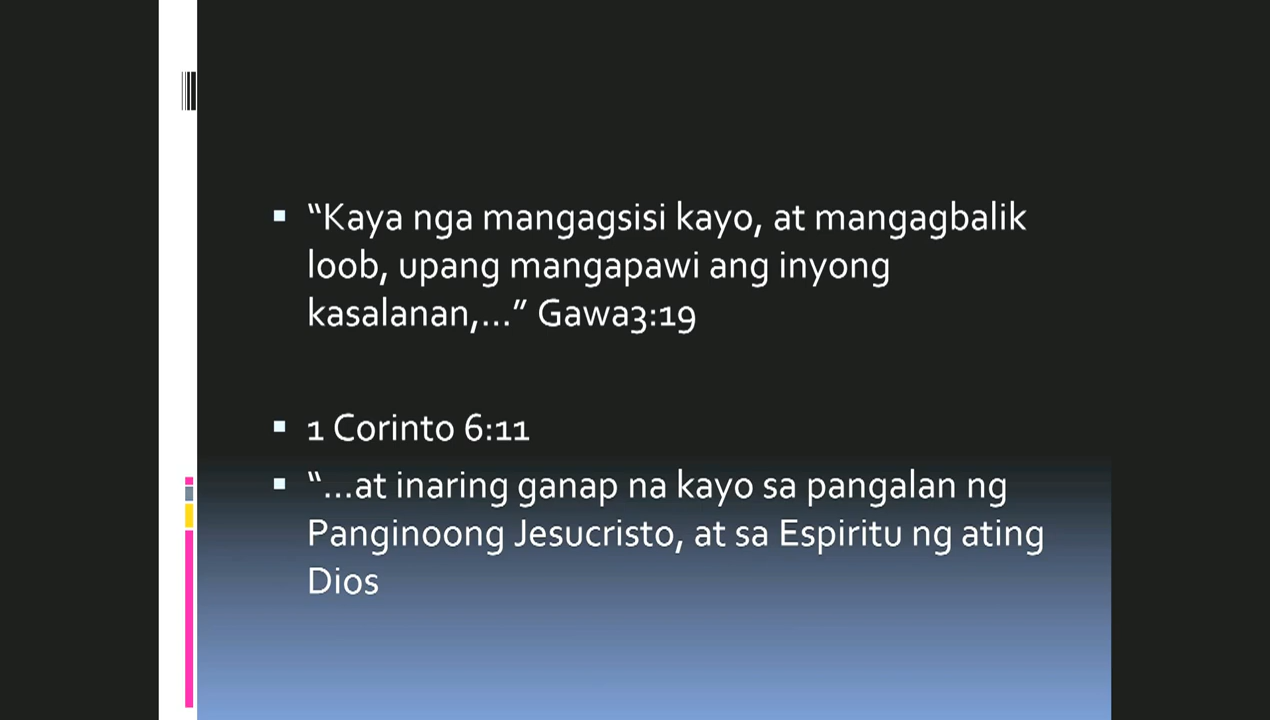 “Kaya nga mangagsisi kayo, at mangagbalik
loob, upang mangapawi ang inyong
kasalanan,...” Gawa3:19
1 Corinto 6:11
“...at inaring ganap na kayo sa pangalan ng
Panginoong Jesucristo, at sa Espiritu ng ating
Dios